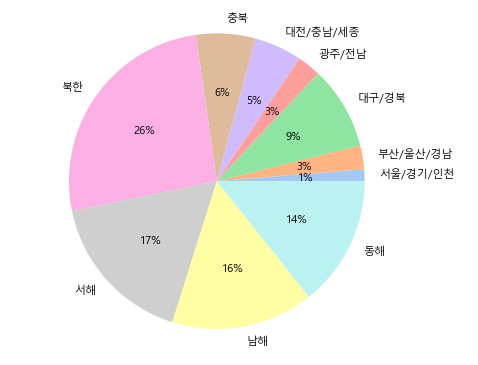 충북
대전/충남/세종
광주/전남
북한
대구/경북
6%
5%
3%
26%
9%
부산/울산/경남
3%
서울/경기/인천
1%
14%
17%
동해
16%
서해
남해